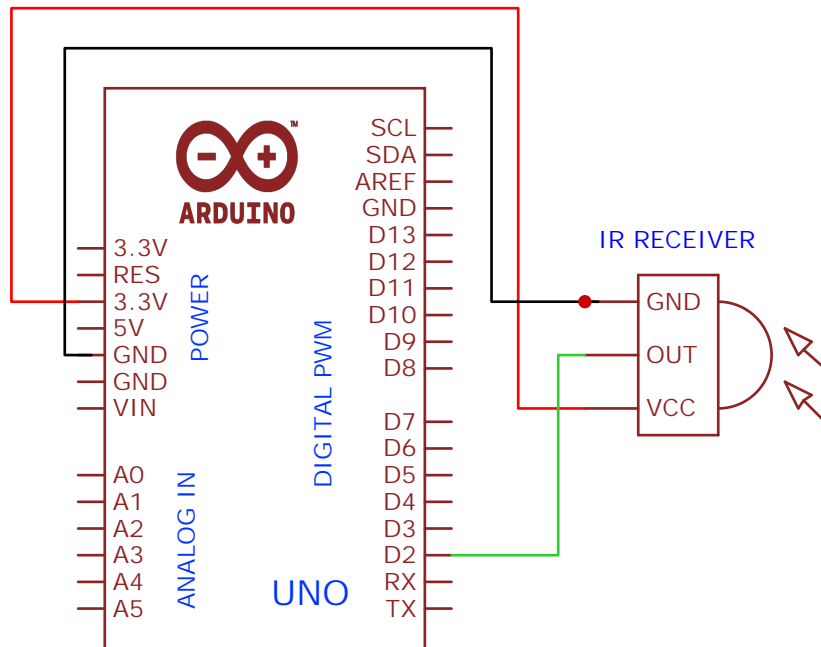 ™
ARDUINO
3.3V
RES
3.3V
5V
GND
GND
VIN
POWER
A0
A1
A2
A3
A4
A5
ANALOG IN
SCL
SDA
AREF
GND
D13
D12
D11
D10
D9
D8
D7
D6
D5
D4
D3
D2
RX
TX
DIGITAL PWM
UNO
IR RECEIVER
GND
OUT
VCC